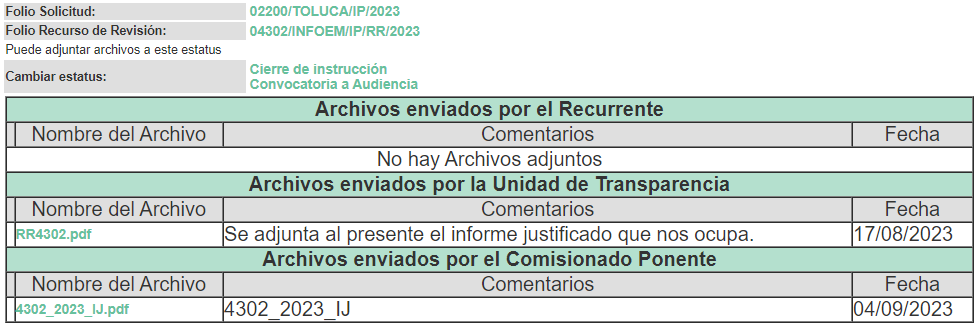 Folio Solicitud: 02200/TOLUCA/IP/2023
Folio Recurso de Revisión: 04302/INFOEM/IP/RR/2023
Puede adjuntar archivos a este estatus
Cambiar estatus: Cierre de instrucción
Convocatoria a Audiencia
Archivos enviados por el Recurrente
Nombre del Archivo Comentarios Fecha
No hay Archivos adjuntos
Archivos enviados por la Unidad de Transparencia
Nombre del Archivo Comentarios Fecha
RR4302.pdf Se adjunta al presente el informe justificado que nos ocupa. 17/08/2023
Archivos enviados por el Comisionado Ponente
Nombre del Archivo Comentarios Fecha
4302_2023_IJ.pdf 4302_2023_IJ 04/09/2023